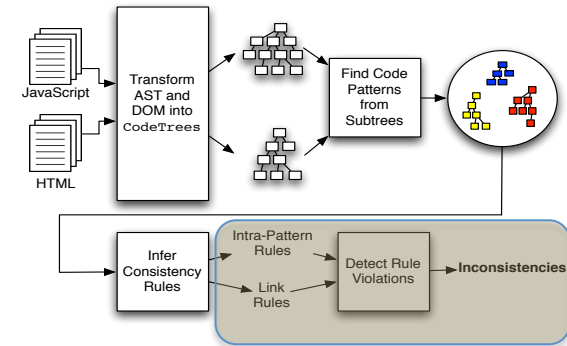 JavaScript
HTML
Transform
AST and
DOM into
CodeTrees
Find Code
Patterns
from
Subtrees
Infer
Consistency
Rules
Intra-Pattern
Rules
Link
Rules
Detect Rule
Violations
Inconsistencies